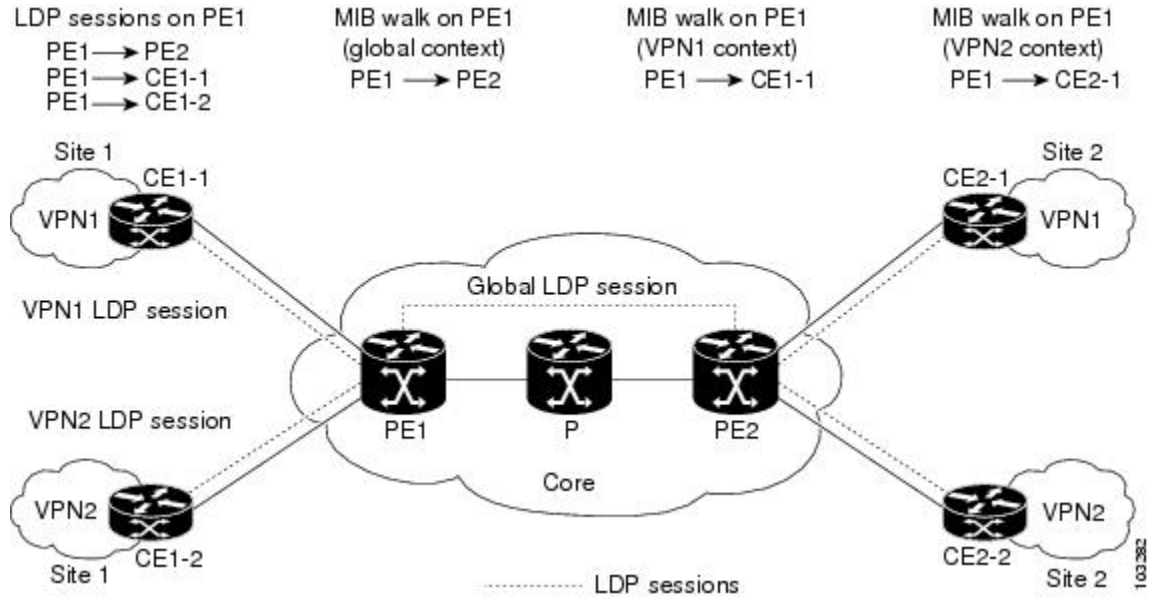 LDP sessions on PE1
PE1 → PE2
PE1 → CE1-1
PE1 → CE1-2
MIB walk on PE1
(global context)
PE1 → PE2
MIB walk on PE1
(VPN1 context)
PE1 → CE1-1
MIB walk on PE1
(VPN2 context)
PE1 → CE2-1
Site 1
CE1-1
VPN1
CE2-1
Site 2
VPN1
Global LDP session
VPN1 LDP session
PE1
P
PE2
VPN2 LDP session
Core
VPN2
CE1-2
Site 1
VPN2
CE2-2
Site 2
LDP sessions
103382